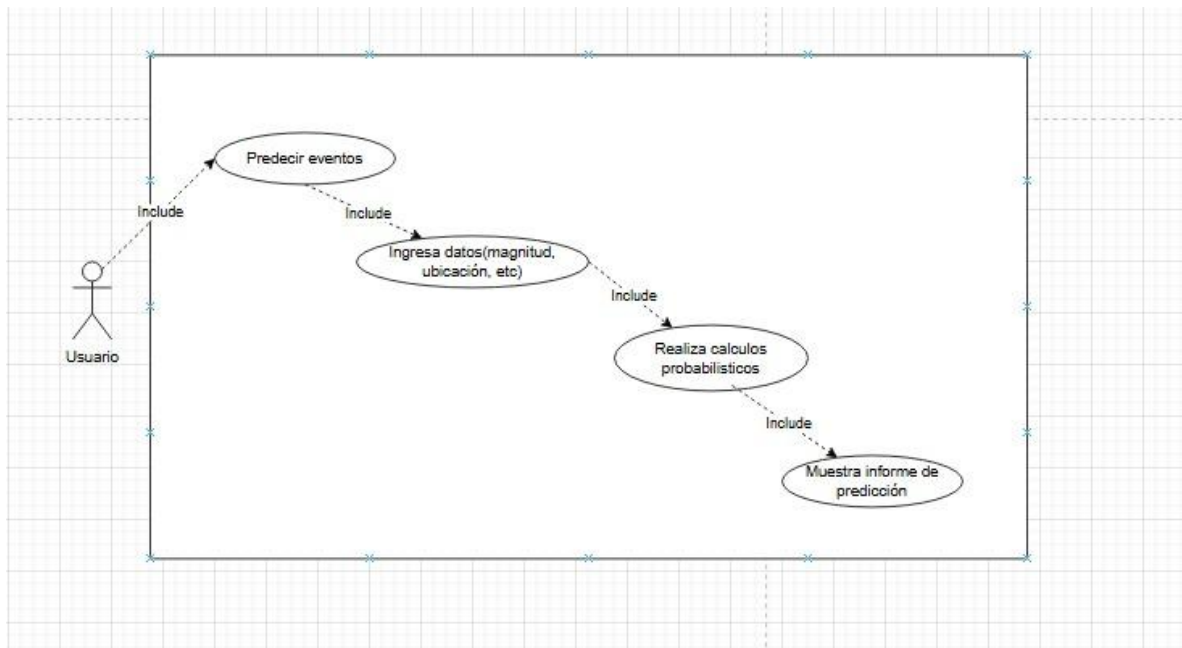 Predecir eventos
Include
Include
Ingresa datos(magnitud,
ubicación, etc)
Include
Usuario
Realiza calculos
probabilisticos
Include
Muestra informe de
predicción